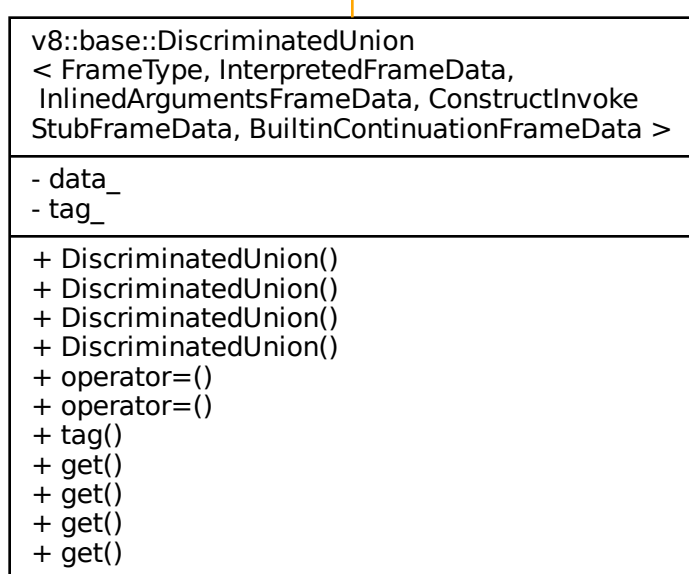 v8::base::DiscriminatedUnion
< FrameType, InterpretedFrameData,
InlinedArgumentsFrameData, ConstructInvoke
StubFrameData, BuiltinContinuationFrameData >
- data_
- tag_
+ DiscriminatedUnion()
+ DiscriminatedUnion()
+ DiscriminatedUnion()
+ DiscriminatedUnion()
+ operator=()
+ operator=()
+ tag()
+ get()
+ get()
+ get()
+ get()